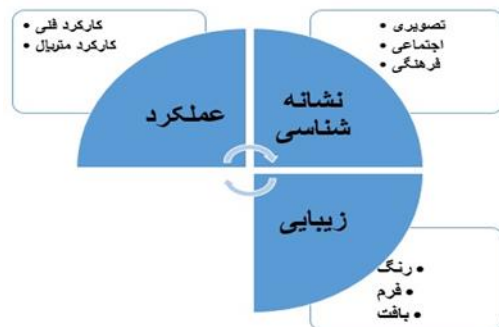 • تصویری
• اجتماعی
• فرهنگی
نشانه
شناسی
• کارکرد فنی
• کارکرد متریال
عملکرد
زیبایی
• رنگ
• فرم
• بافت